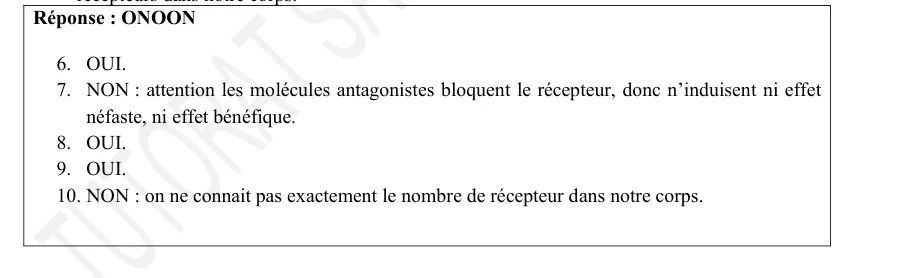 Réponse : ONOON
6. OUI.
7. NON : attention les molécules antagonistes bloquent le récepteur, donc n’induisent ni effet
néfaste, ni effet bénéfique.
8. OUI.
9. OUI.
10. NON : on ne connait pas exactement le nombre de récepteur dans notre corps.
TUTORAT